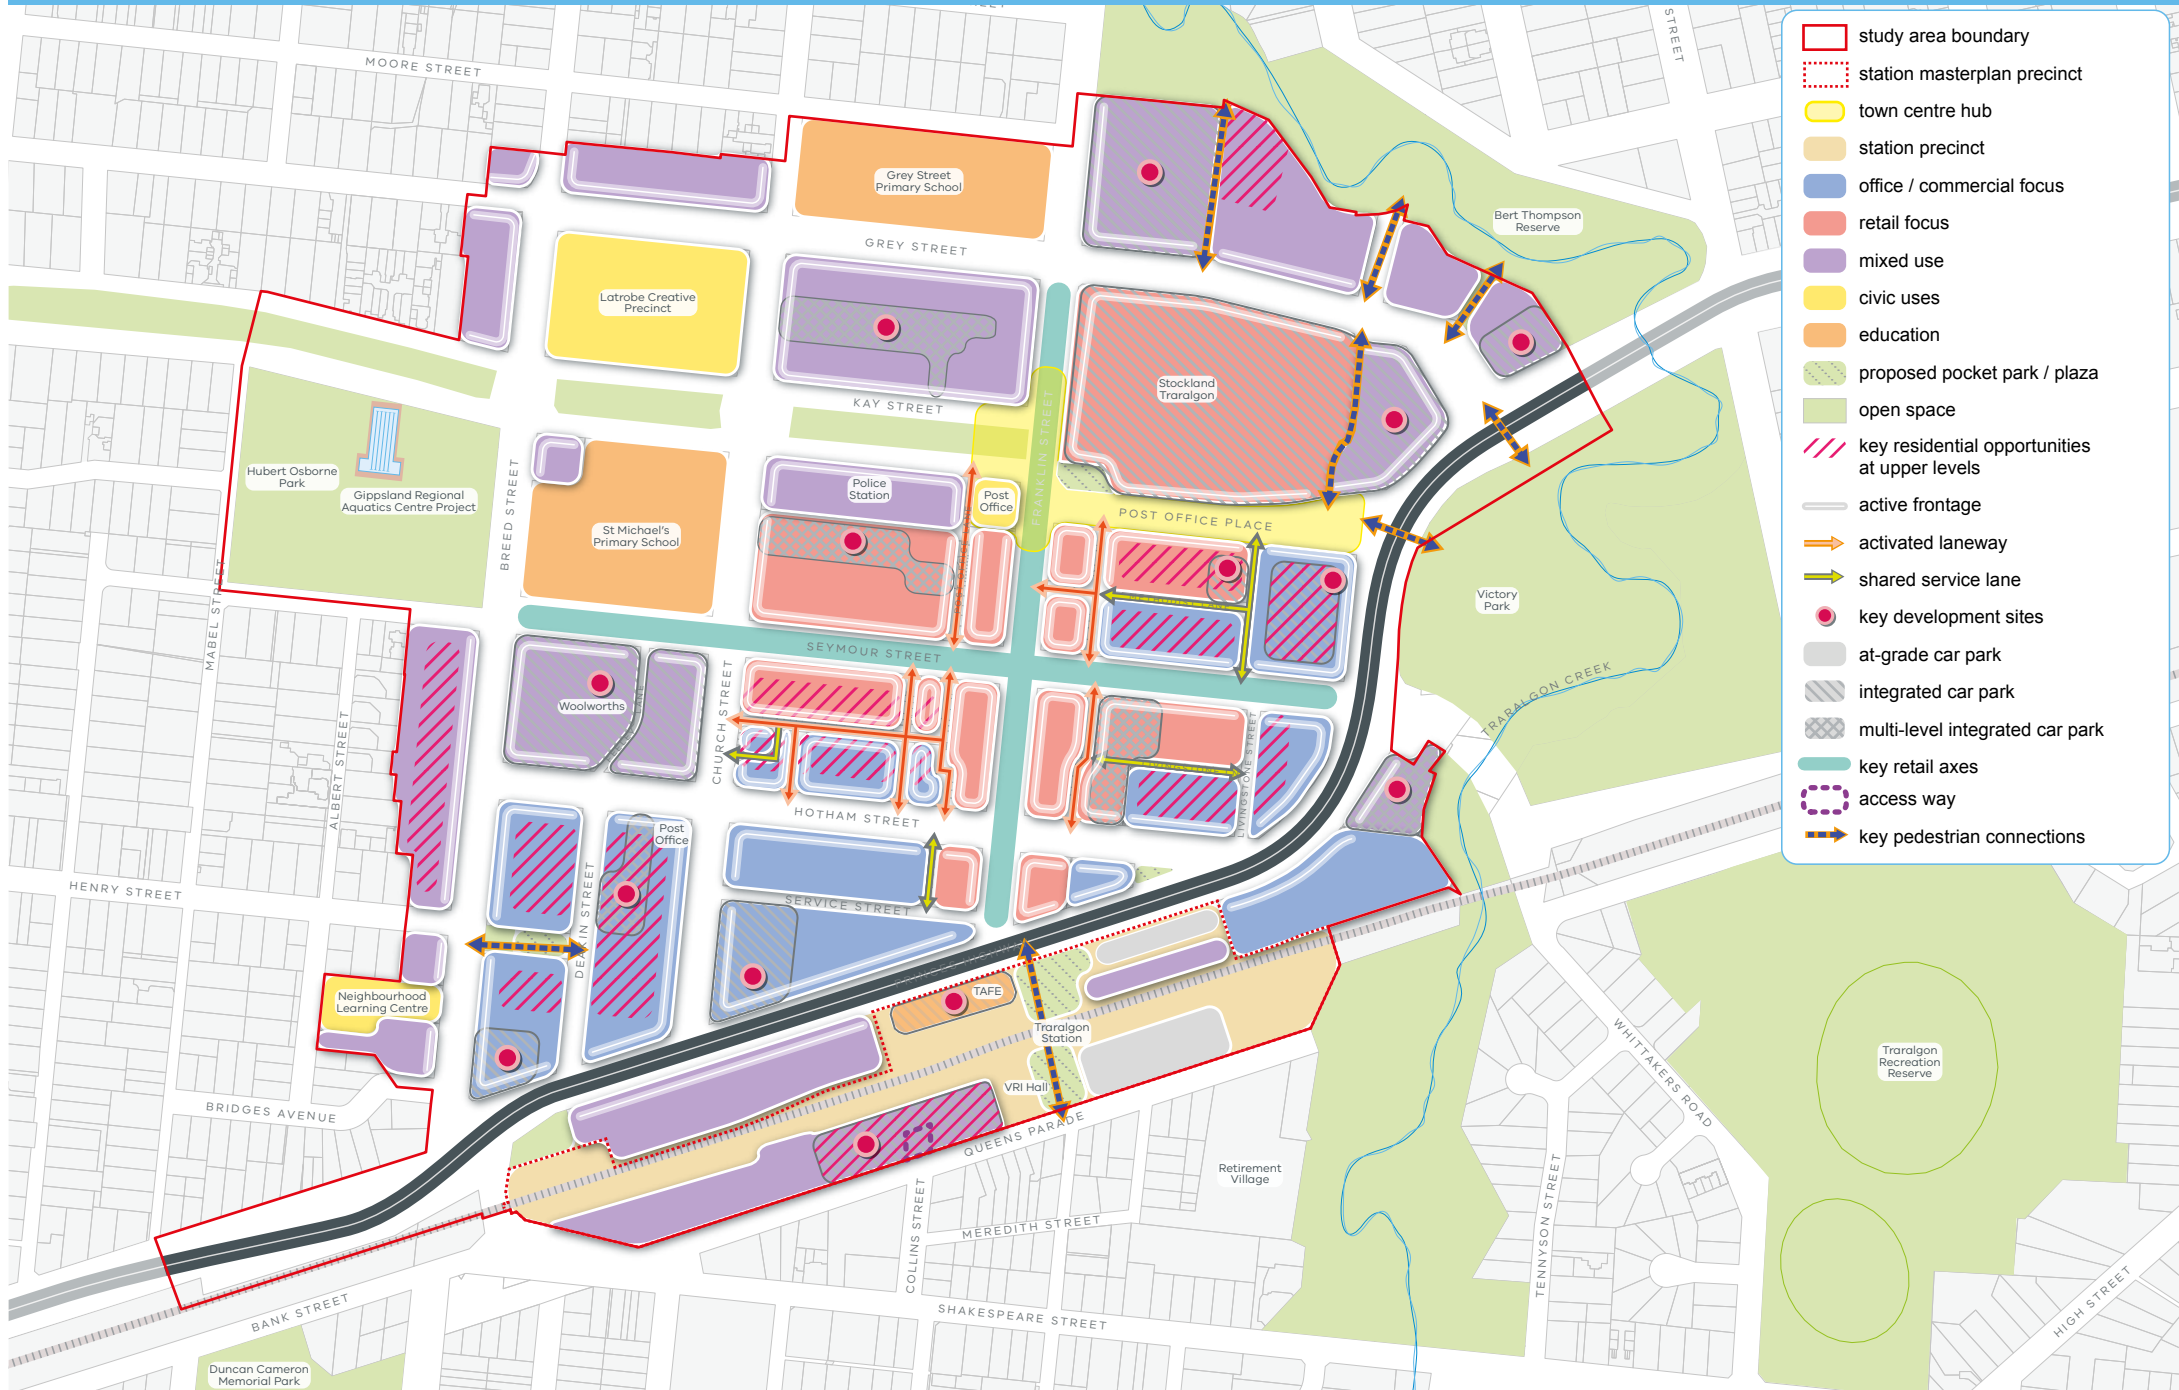 MOORE STREET
STREET
study area boundary
station masterplan precinct
town centre hub
station precinct
office / commercial focus
retail focus
mixed use
civic uses
education
proposed pocket park / plaza
open space
key residential opportunities
at upper levels
active frontage
activated laneway
shared service lane
key development sites
at-grade car park
integrated car park
multi-level integrated car park
key retail axes
access way
key pedestrian connections
Grey Street
Primary School
GREY STREET
Bert Thompson
Reserve
Latrobe Creative
Precinct
KAY STREET
Stockland
Traralgon
FRANKLIN STREET
Hubert Osborne
Park
Gippsland Regional
Aquatics Centre Project
BREED STREET
St Michael's
Primary School
Police
Station
Post
Office
POST OFFICE PLACE
Victory
Park
MABEL STREET
SEYMOUR STREET
TRARALGON CREEK
Woolworths
CHURCH STREET
LIVINGSTONE STREET
ALBERT STREET
HOTHAM STREET
Post
Office
HENRY STREET
DEAKIN STREET
SERVICE STREET
PRINCES HIGHWAY
TAFE
Traralgon
Station
VRI Hall
Neighbourhood
Learning Centre
BRIDGES AVENUE
QUEENS PARADE
Retirement
Village
WHITTAKERS ROAD
Traralgon
Recreation
Reserve
COLLINS STREET
MEREDITH STREET
TENNYSON STREET
SHAKESPEARE STREET
BANK STREET
HIGH STREET
Duncan Cameron
Memorial Park